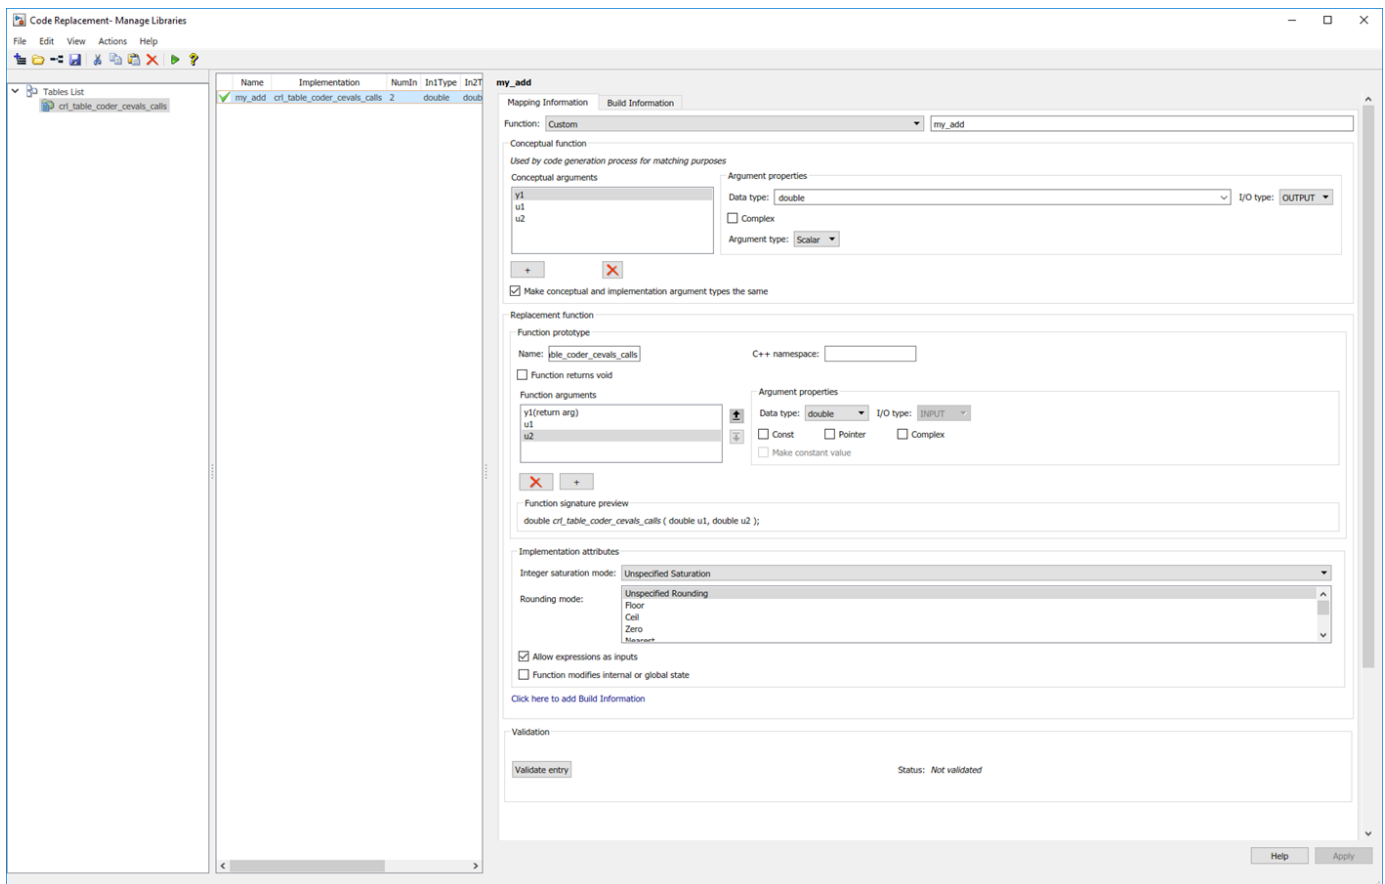 Code Replacement- Manage Libraries
File Edit View Actions Help
Tables List
crl_table_coder_cevals_calls
Name Implementation NumIn In1Type In2T
my_add crl_table_coder_cevals_calls 2 double doub
my_add
Mapping Information Build Information
Function: Custom my_add
Conceptual function
Used by code generation process for matching purposes
Conceptual arguments
y1
u1
u2
Argument properties
Data type: double I/O type: OUTPUT
Complex
Argument type: Scalar
+
Make conceptual and implementation argument types the same
Replacement function
Function prototype
Name: ble_coder_cevals_calls C++ namespace:
Function returns void
Function arguments
y1(return arg)
u1
u2
Argument properties
Data type: double I/O type: INPUT
Const Pointer Complex
Make constant value
+
Function signature preview
double crl_table_coder_cevals_calls ( double u1, double u2 );
Implementation attributes
Integer saturation mode: Unspecified Saturation
Rounding mode: Unspecified Rounding
Floor
Ceil
Zero
Nearest
Allow expressions as inputs
Function modifies internal or global state
Click here to add Build Information
Validation
Validate entry Status: Not validated
Help Apply